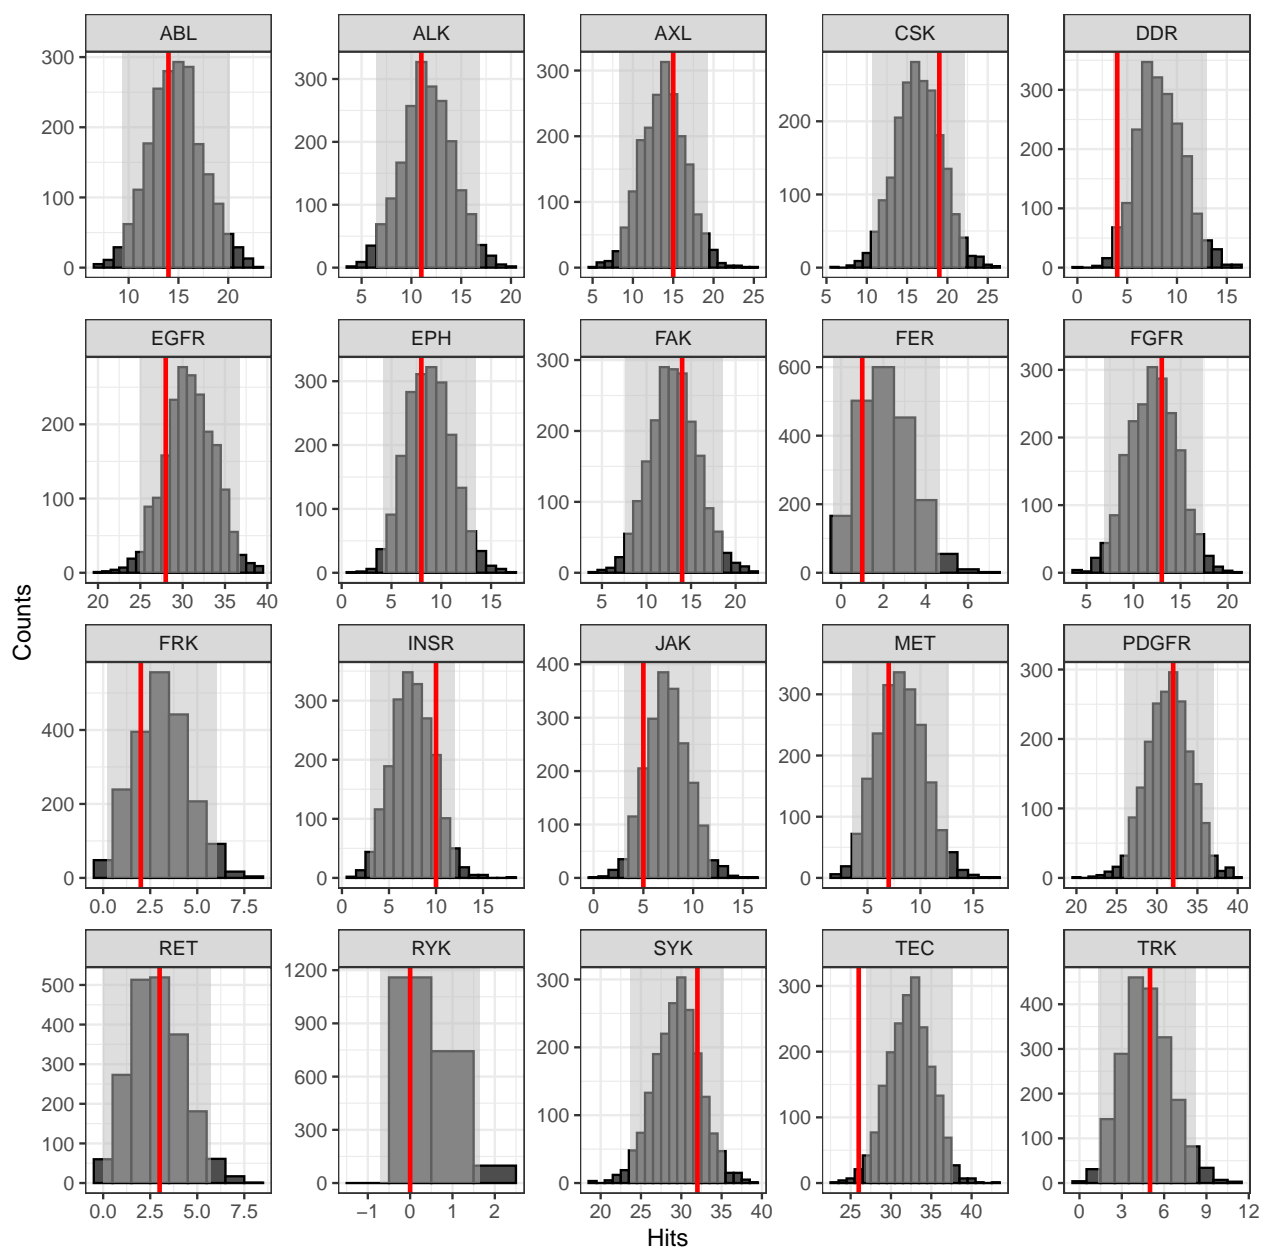 ABL ALK AXL CSK DDR
300 200 100 0
300 200 100 0
300 200 100 0
200 100 0
300 200 100 0
10 15 20
5 10 15 20
5 10 15 20 25
5 10 15 20 25
0 5 10 15
EGFR EPH FAK FER FGFR
200 100 0
300 200 100 0
300 200 100 0
600 400 200 0
300 200 100 0
20 25 30 35 40
0 5 10 15
5 10 15 20
0 2 4 6
5 10 15 20
Counts
FRK INSR JAK MET PDGFR
400 200 0
300 200 100 0
400 300 200 100 0
300 200 100 0
300 200 100 0
0.0 2.5 5.0 7.5
0 5 10 15
0 5 10 15
5 10 15
20 25 30 35 40
RET RYK SYK TEC TRK
500 400 300 200 100 0
1200 900 600 300 0
300 200 100 0
300 200 100 0
400 300 200 100 0
0.0 2.5 5.0 7.5
−1 0 1 2
20 25 30 35 40
25 30 35 40
0 3 6 9 12
Hits